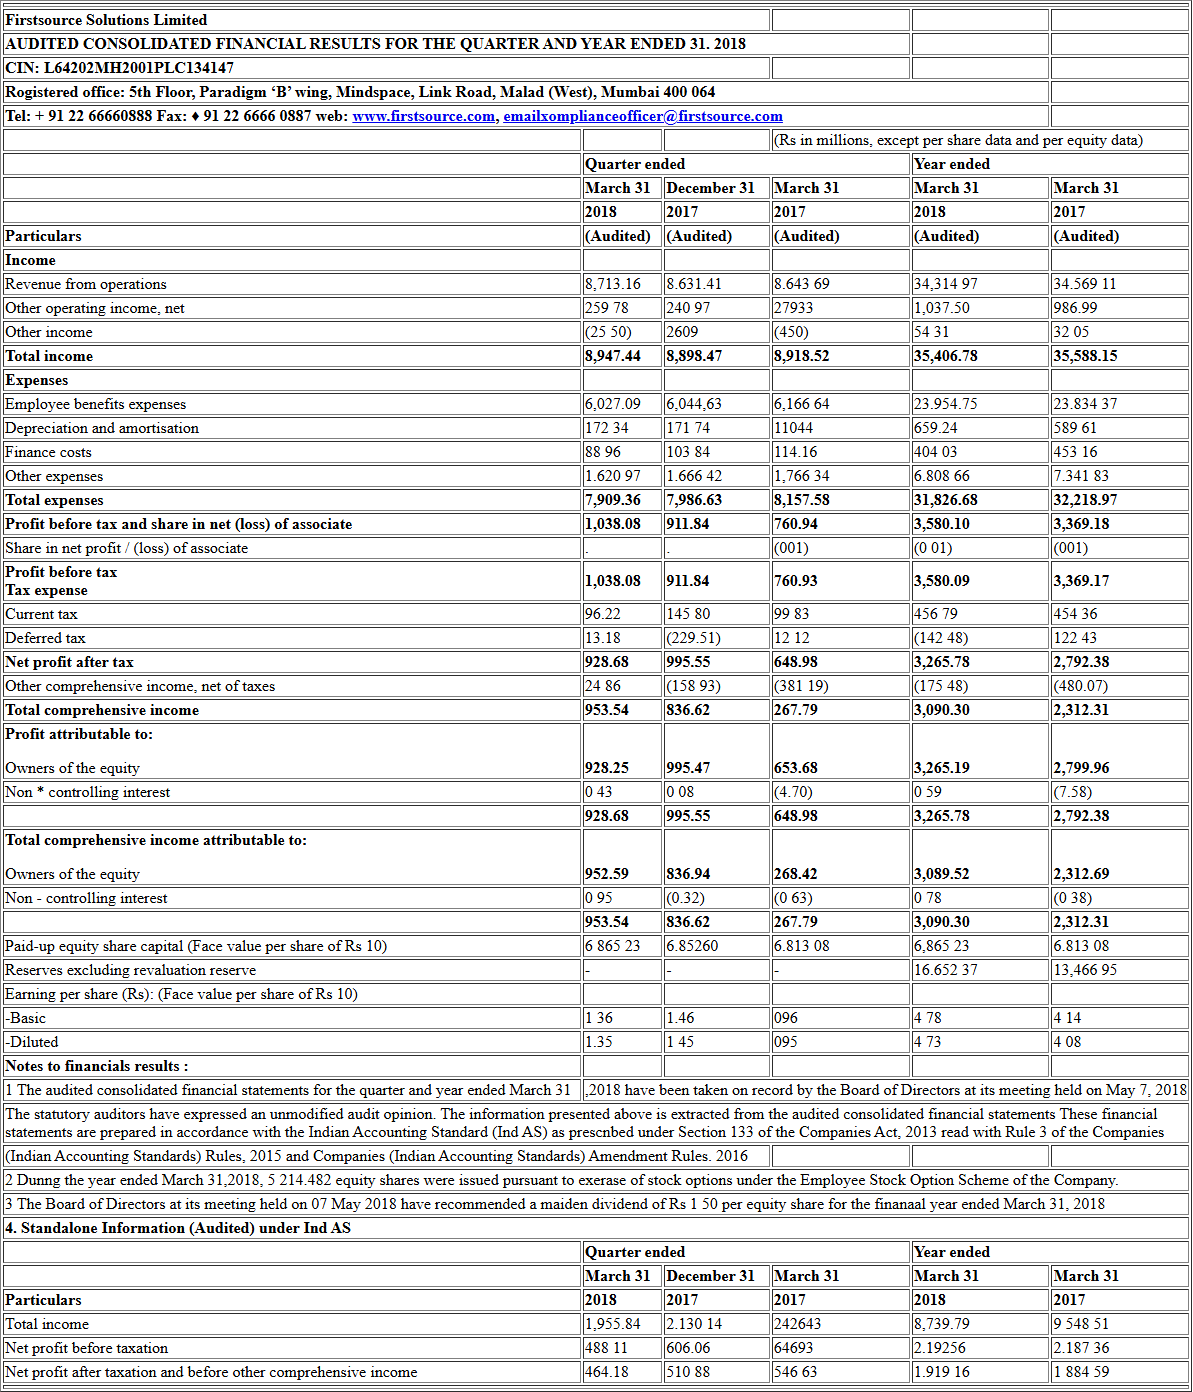 Firstsource Solutions Limited
AUDITED CONSOLIDATED FINANCIAL RESULTS FOR THE QUARTER AND YEAR ENDED 31. 2018
CIN: L64202MH2001PLC134147
Rogistered office: 5th Floor, Paradigm ‘B’ wing, Mindspace, Link Road, Malad (West), Mumbai 400 064
Tel: + 91 22 66660888 Fax: ♦ 91 22 6666 0887 web: www.firstsource.com, emailxomplianceofficer@firstsource.com
(Rs in millions, except per share data and per equity data)
Quarter ended Year ended
March 31 December 31 March 31 March 31 March 31
2018 2017 2017 2018 2017
Particulars (Audited) (Audited) (Audited) (Audited) (Audited)
Income
Revenue from operations 8,713.16 8.631.41 8.643 69 34,314 97 34.569 11
Other operating income, net 259 78 240 97 27933 1,037.50 986.99
Other income (25 50) 2609 (450) 54 31 32 05
Total income 8,947.44 8,898.47 8,918.52 35,406.78 35,588.15
Expenses
Employee benefits expenses 6,027.09 6,044,63 6,166 64 23.954.75 23.834 37
Depreciation and amortisation 172 34 171 74 11044 659.24 589 61
Finance costs 88 96 103 84 114.16 404 03 453 16
Other expenses 1.620 97 1.666 42 1,766 34 6.808 66 7.341 83
Total expenses 7,909.36 7,986.63 8,157.58 31,826.68 32,218.97
Profit before tax and share in net (loss) of associate 1,038.08 911.84 760.94 3,580.10 3,369.18
Share in net profit / (loss) of associate . . (001) (0 01) (001)
Profit before tax
Tax expense 1,038.08 911.84 760.93 3,580.09 3,369.17
Current tax 96.22 145 80 99 83 456 79 454 36
Deferred tax 13.18 (229.51) 12 12 (142 48) 122 43
Net profit after tax 928.68 995.55 648.98 3,265.78 2,792.38
Other comprehensive income, net of taxes 24 86 (158 93) (381 19) (175 48) (480.07)
Total comprehensive income 953.54 836.62 267.79 3,090.30 2,312.31
Profit attributable to:
Owners of the equity 928.25 995.47 653.68 3,265.19 2,799.96
Non * controlling interest 0 43 0 08 (4.70) 0 59 (7.58)
928.68 995.55 648.98 3,265.78 2,792.38
Total comprehensive income attributable to:
Owners of the equity 952.59 836.94 268.42 3,089.52 2,312.69
Non - controlling interest 0 95 (0.32) (0 63) 0 78 (0 38)
953.54 836.62 267.79 3,090.30 2,312.31
Paid-up equity share capital (Face value per share of Rs 10) 6 865 23 6.85260 6.813 08 6,865 23 6.813 08
Reserves excluding revaluation reserve - - - 16.652 37 13,466 95
Earning per share (Rs): (Face value per share of Rs 10)
-Basic 1 36 1.46 096 4 78 4 14
-Diluted 1.35 1 45 095 4 73 4 08
Notes to financials results :
1 The audited consolidated financial statements for the quarter and year ended March 31 ,2018 have been taken on record by the Board of Directors at its meeting held on May 7, 2018
The statutory auditors have expressed an unmodified audit opinion. The information presented above is extracted from the audited consolidated financial statements These financial
statements are prepared in accordance with the Indian Accounting Standard (Ind AS) as prescnbed under Section 133 of the Companies Act, 2013 read with Rule 3 of the Companies
(Indian Accounting Standards) Rules, 2015 and Companies (Indian Accounting Standards) Amendment Rules. 2016
2 Dunng the year ended March 31,2018, 5 214.482 equity shares were issued pursuant to exerase of stock options under the Employee Stock Option Scheme of the Company.
3 The Board of Directors at its meeting held on 07 May 2018 have recommended a maiden dividend of Rs 1 50 per equity share for the finanaal year ended March 31, 2018
4. Standalone Information (Audited) under Ind AS
Quarter ended Year ended
March 31 December 31 March 31 March 31 March 31
Particulars 2018 2017 2017 2018 2017
Total income 1,955.84 2.130 14 242643 8,739.79 9 548 51
Net profit before taxation 488 11 606.06 64693 2.19256 2.187 36
Net profit after taxation and before other comprehensive income 464.18 510 88 546 63 1.919 16 1 884 59